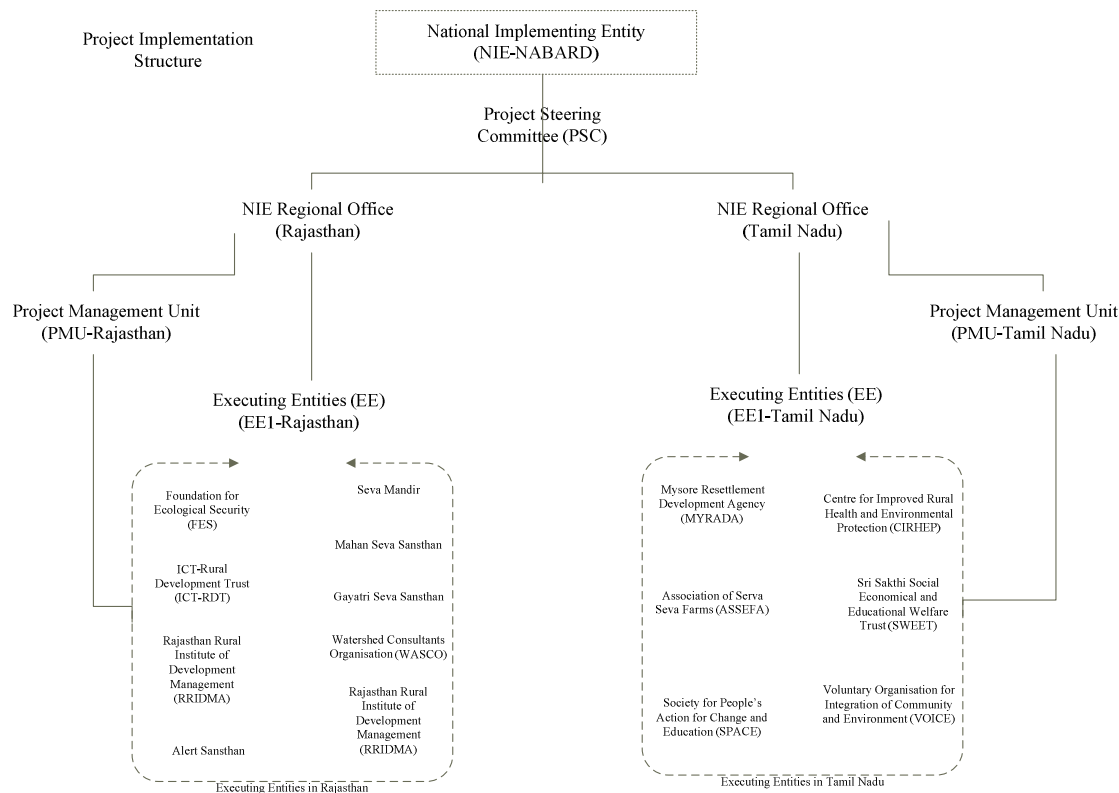 Project Implementation
Structure
National Implementing Entity
(NIE-NABARD)
Project Steering
Committee (PSC)
NIE Regional Office
(Rajasthan)
NIE Regional Office
(Tamil Nadu)
Project Management Unit
(PMU-Rajasthan)
Project Management Unit
(PMU-Tamil Nadu)
Executing Entities (EE)
(EE1-Rajasthan)
Executing Entities (EE)
(EE1-Tamil Nadu)
Foundation for
Ecological Security
(FES)
ICT-Rural
Development Trust
(ICT-RDT)
Rajasthan Rural
Institute of
Development
Management
(RRIDMA)
Alert Sansthan
Seva Mandir
Mahan Seva Sansthan
Gayatri Seva Sansthan
Watershed Consultants
Organisation (WASCO)
Rajasthan Rural
Institute of
Development
Management
(RRIDMA)
Executing Entities in Rajasthan
Mysore Resettlement
Development Agency
(MYRADA)
Association of Serva
Seva Farms (ASSEFA)
Society for People's
Action for Change and
Education (SPACE)
Centre for Improved Rural
Health and Environmental
Protection (CIRHEP)
Sri Sakthi Social
Economical and
Educational Welfare
Trust (SWEET)
Voluntary Organisation for
Integration of Community
and Environment (VOICE)
Executing Entities in Tamil Nadu